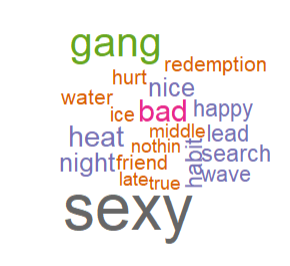 gang
redemption
hurt nice
water
ice bad happy
heat middle lead
nothin search
night friend habit wave
late true
sexy